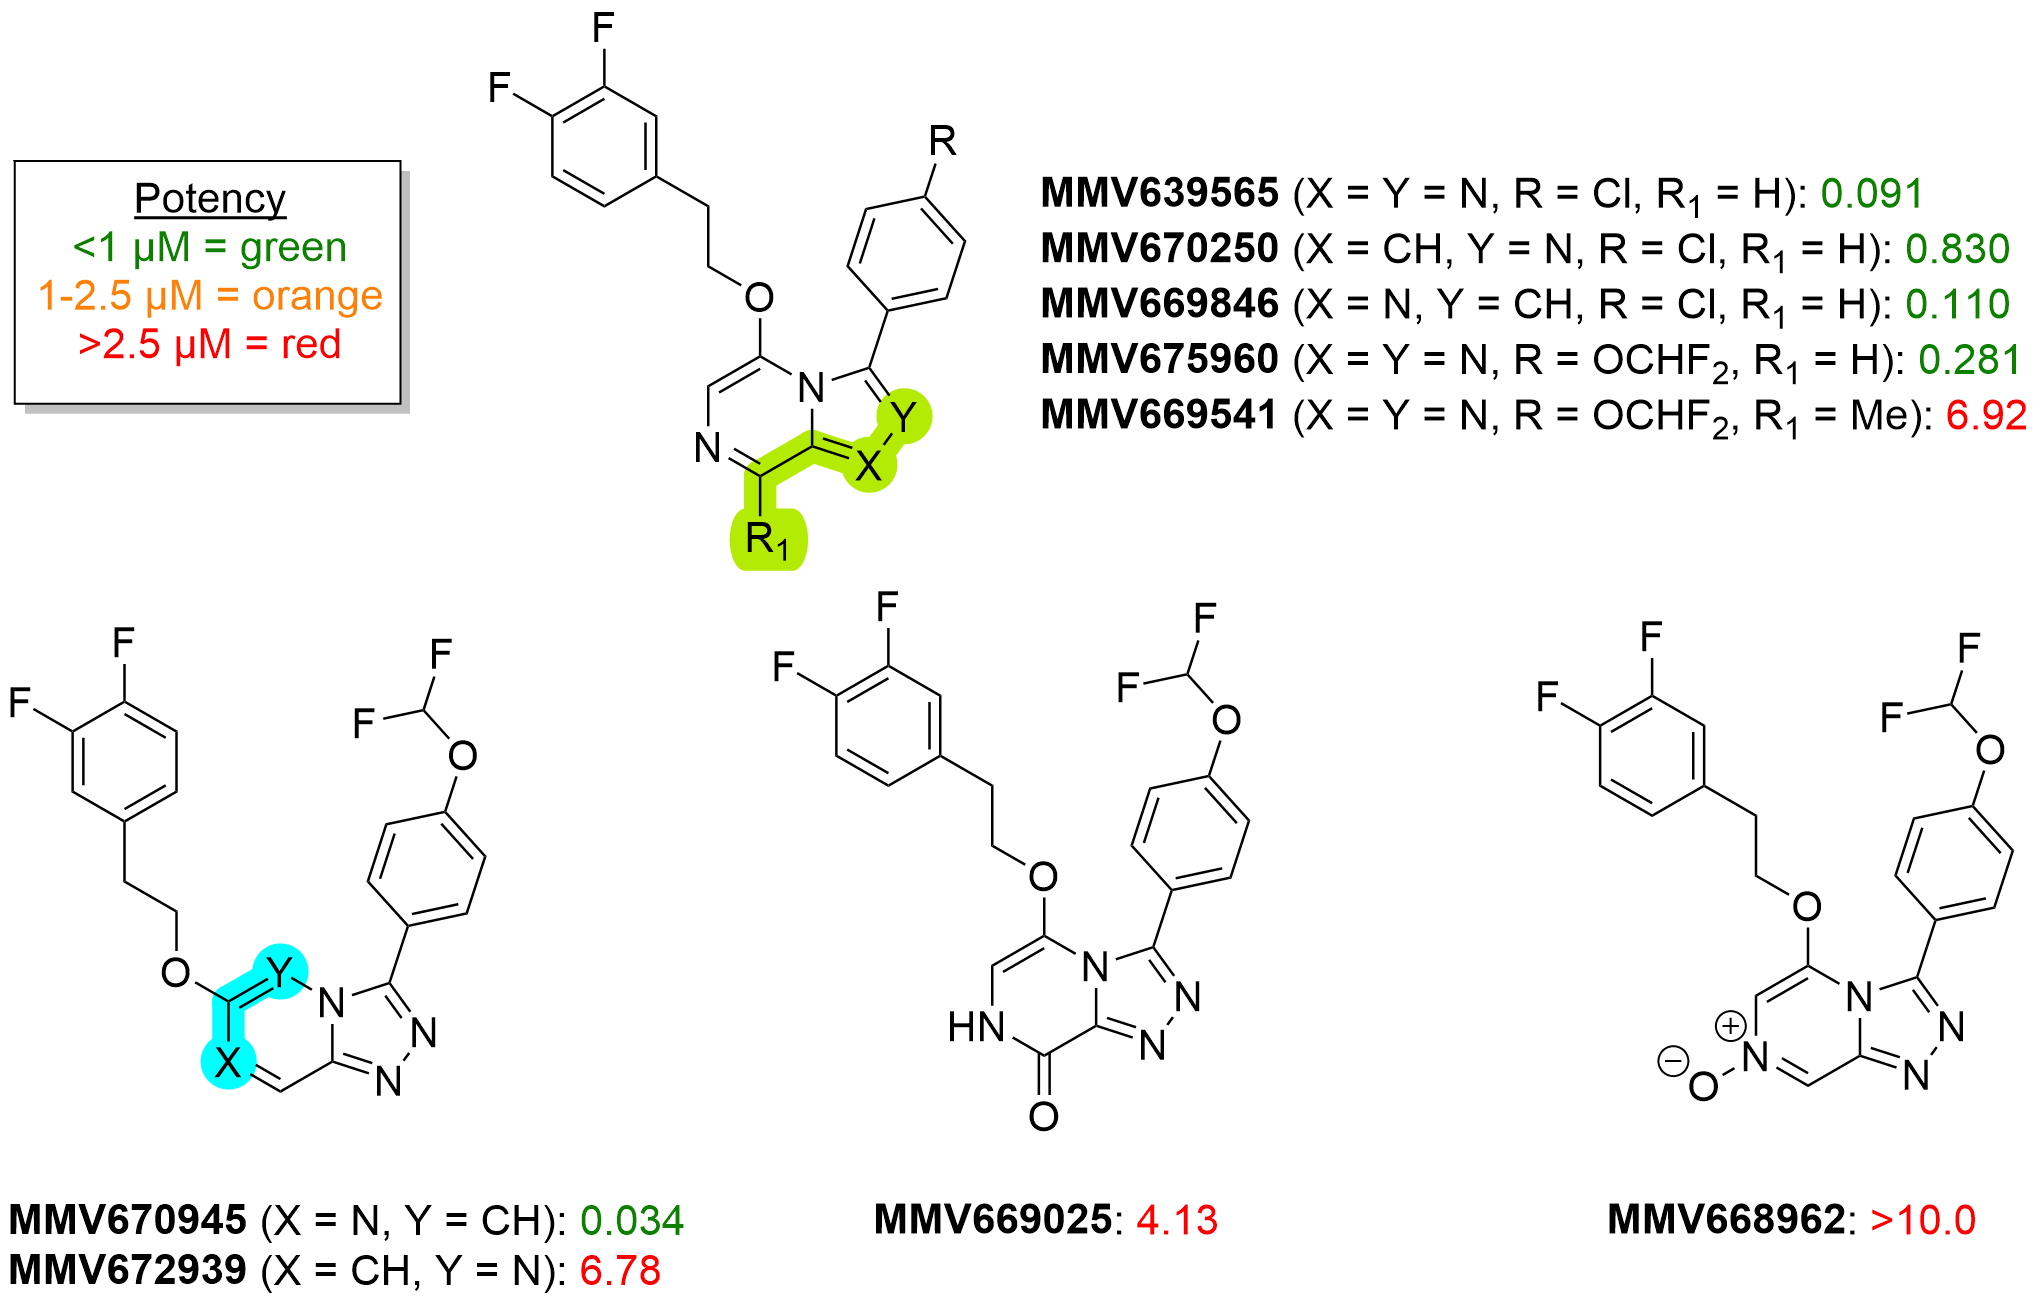 Potency
<1 µM = green
1-2.5 µM = orange
>2.5 µM = red
F
F
R
O
N
Y
N
X
R1
MMV639565 (X = Y = N, R = Cl, R1 = H): 0.091
MMV670250 (X = CH, Y = N, R = Cl, R1 = H): 0.830
MMV669846 (X = N, Y = CH, R = Cl, R1 = H): 0.110
MMV675960 (X = Y = N, R = OCHF2, R1 = H): 0.281
MMV669541 (X = Y = N, R = OCHF2, R1 = Me): 6.92
F
F
F
F
O
O
Y
N
N
X
N
MMV670945 (X = N, Y = CH): 0.034
MMV672939 (X = CH, Y = N): 6.78
F
F
F
F
O
O
N
N
HN
N
O
MMV669025: 4.13
F
F
F
F
O
O
N
N
⊕
N
N
⊖
O
MMV668962: >10.0